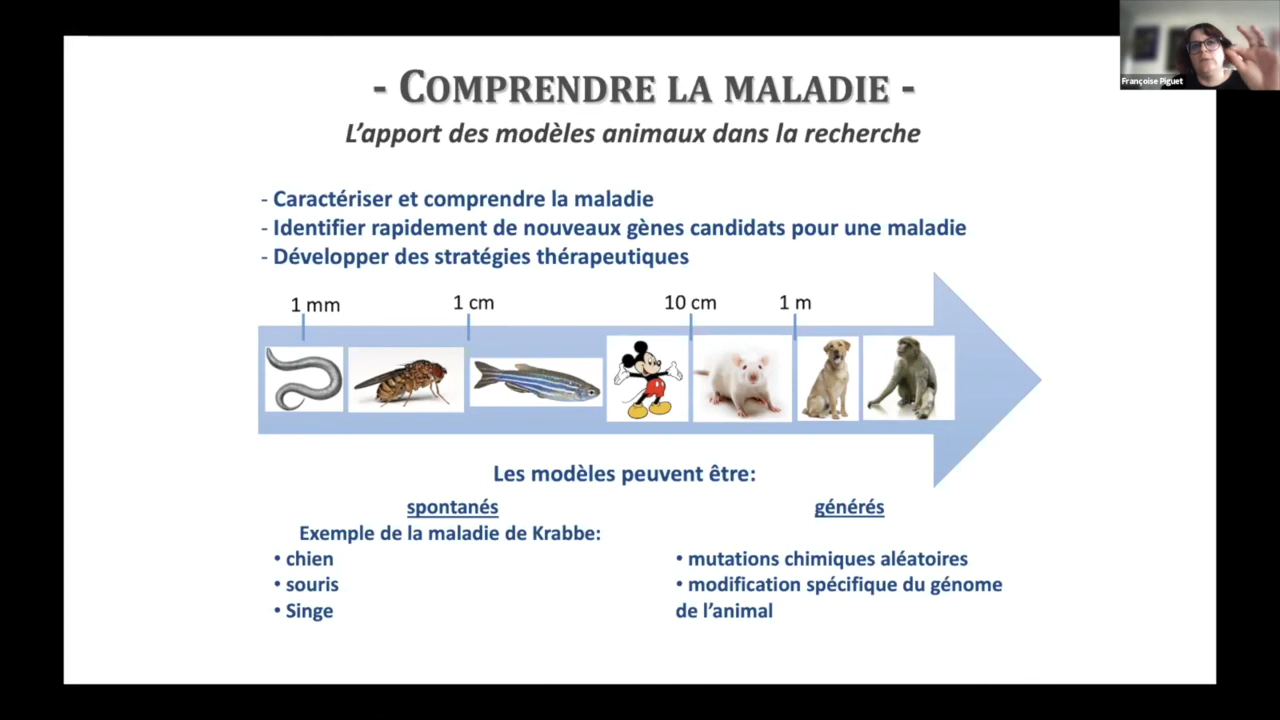 Françoise Piguet
- COMPRENDRE LA MALADIE -
L'apport des modèles animaux dans la recherche
- Caractériser et comprendre la maladie
- Identifier rapidement de nouveaux gènes candidats pour une maladie
- Développer des stratégies thérapeutiques
1 mm 1 cm 10 cm 1 m
Les modèles peuvent être:
spontanés
Exemple de la maladie de Krabbe:
• chien
• souris
• Singe
générés
• mutations chimiques aléatoires
• modification spécifique du génome
de l'animal